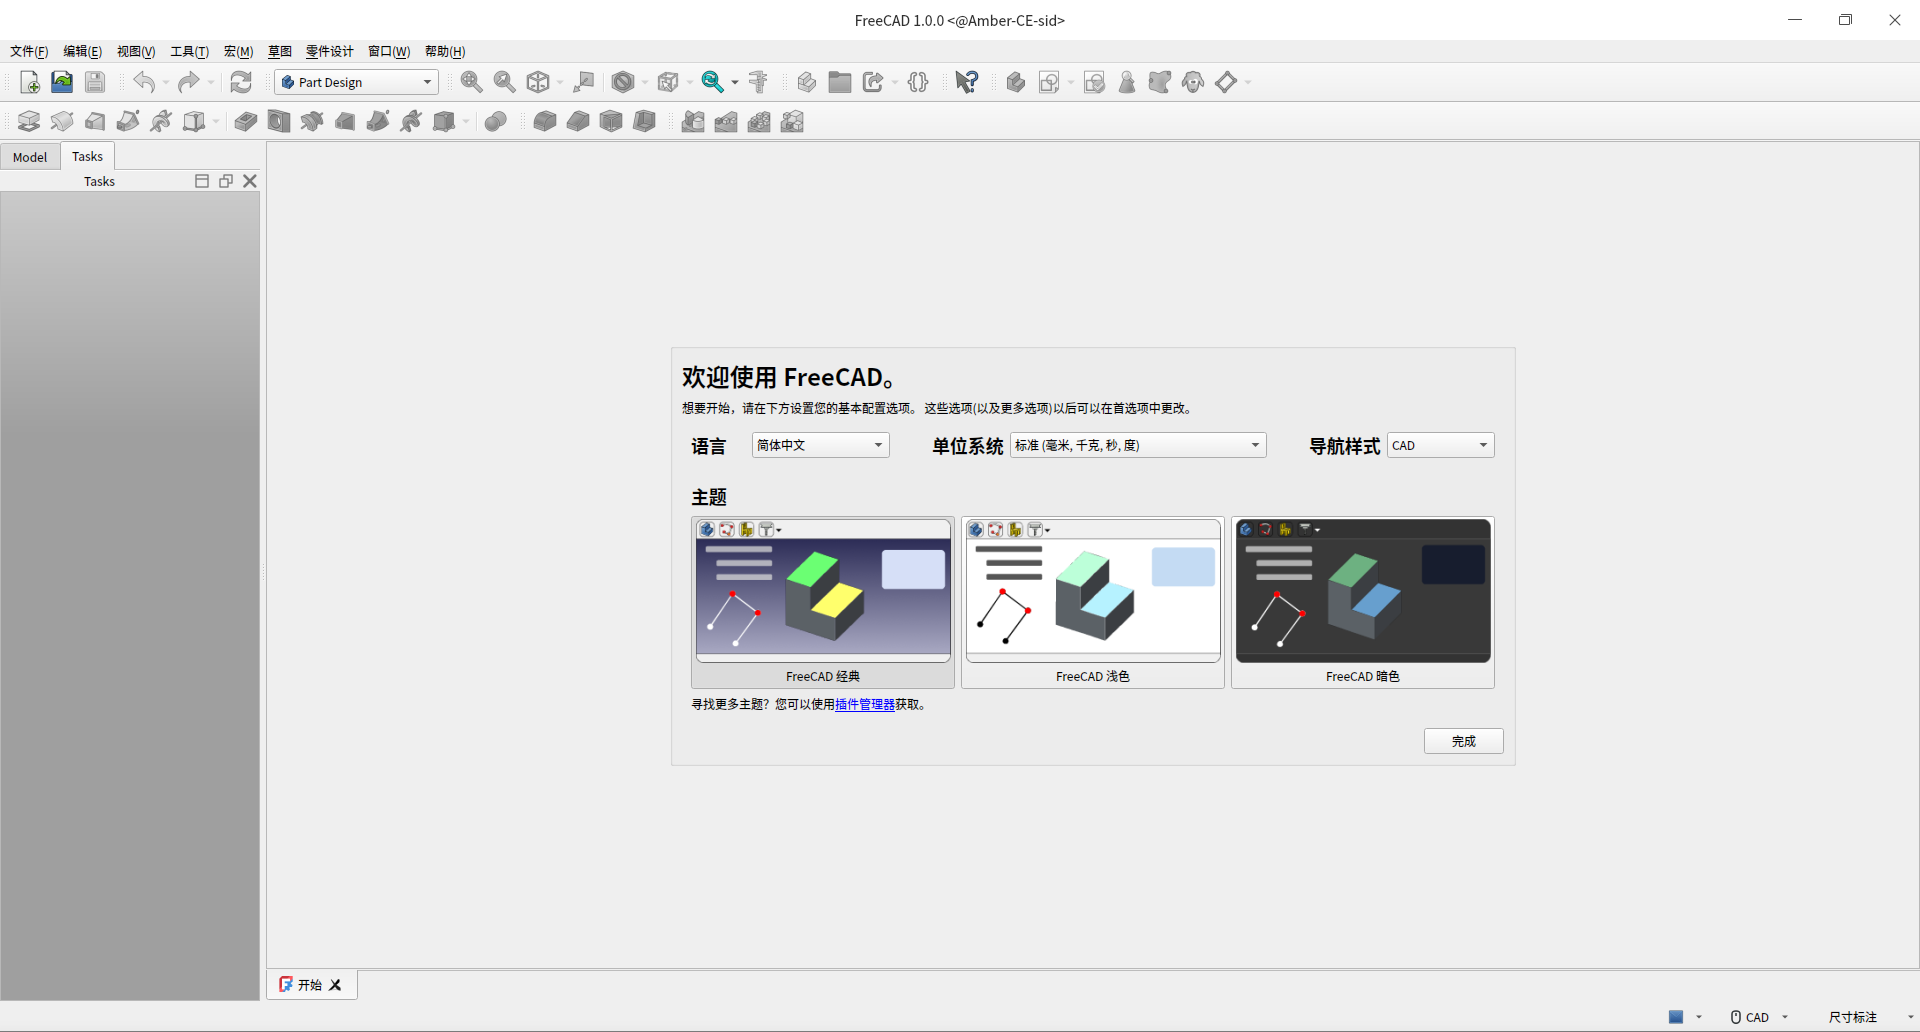 FreeCAD 1.0.0 <@Amber-CE-sid>
文件(F) 编辑(E) 视图(V) 工具(T) 宏(M) 草图 零件设计 窗口(W) 帮助(H)
Part Design
Model Tasks
Tasks
欢迎使用 FreeCAD。
想要开始，请在下方设置您的基本配置选项。 这些选项(以及更多选项)以后可以在首选项中更改。
语言 简体中文 单位系统 标准 (毫米, 千克, 秒, 度) 导航样式 CAD
主题
FreeCAD 经典 FreeCAD 浅色 FreeCAD 暗色
寻找更多主题？您可以使用插件管理器获取。
完成
开始
CAD 尺寸标注